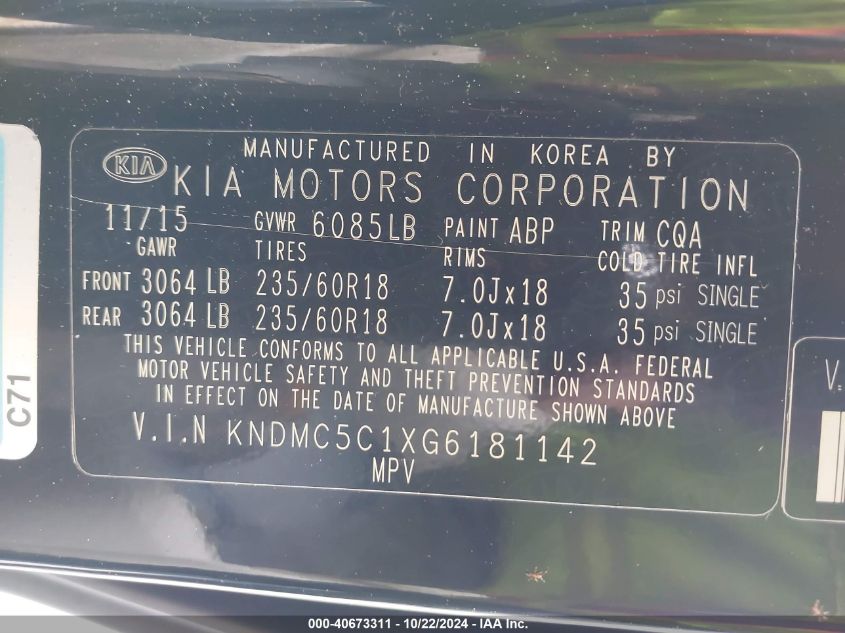 MANUFACTURED IN KOREA BY
KIA KIA MOTORS CORPORATION
11/15 GVWR 6085LB PAINT ABP TRIM CQA
GAWR TIRES RIMS COLD TIRE INFL
FRONT 3064 LB 235/60R18 7.0Jx18 35 psi SINGLE
REAR 3064 LB 235/60R18 7.0Jx18 35 psi SINGLE
THIS VEHICLE CONFORMS TO ALL APPLICABLE U.S.A. FEDERAL
MOTOR VEHICLE SAFETY AND THEFT PREVENTION STANDARDS
IN EFFECT ON THE DATE OF MANUFACTURE SHOWN ABOVE
V.I.N KNDMC5C1XG6181142
MPV
C71
V.
000-40673311 - 10/22/2024 - IAA Inc.